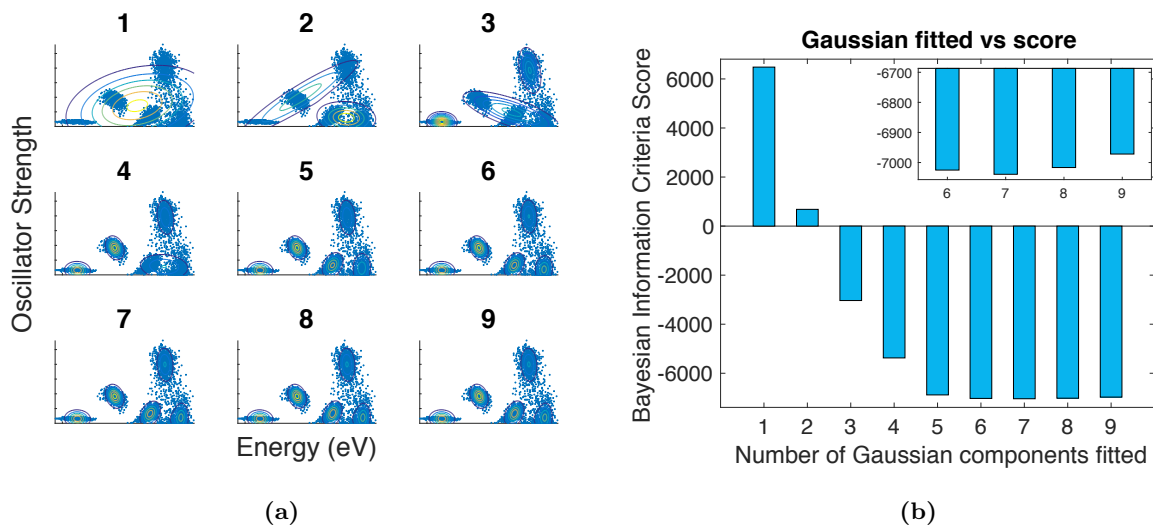 1 2 3
4 5 6
7 8 9
Oscillator Strength
Energy (eV)
(a)
Gaussian fitted vs score
Bayesian Information Criteria Score
6000
4000
2000
0
-2000
-4000
-6000
1 2 3 4 5 6 7 8 9
Number of Gaussian components fitted
-6700
-6800
-6900
-7000
6 7 8 9
(b)